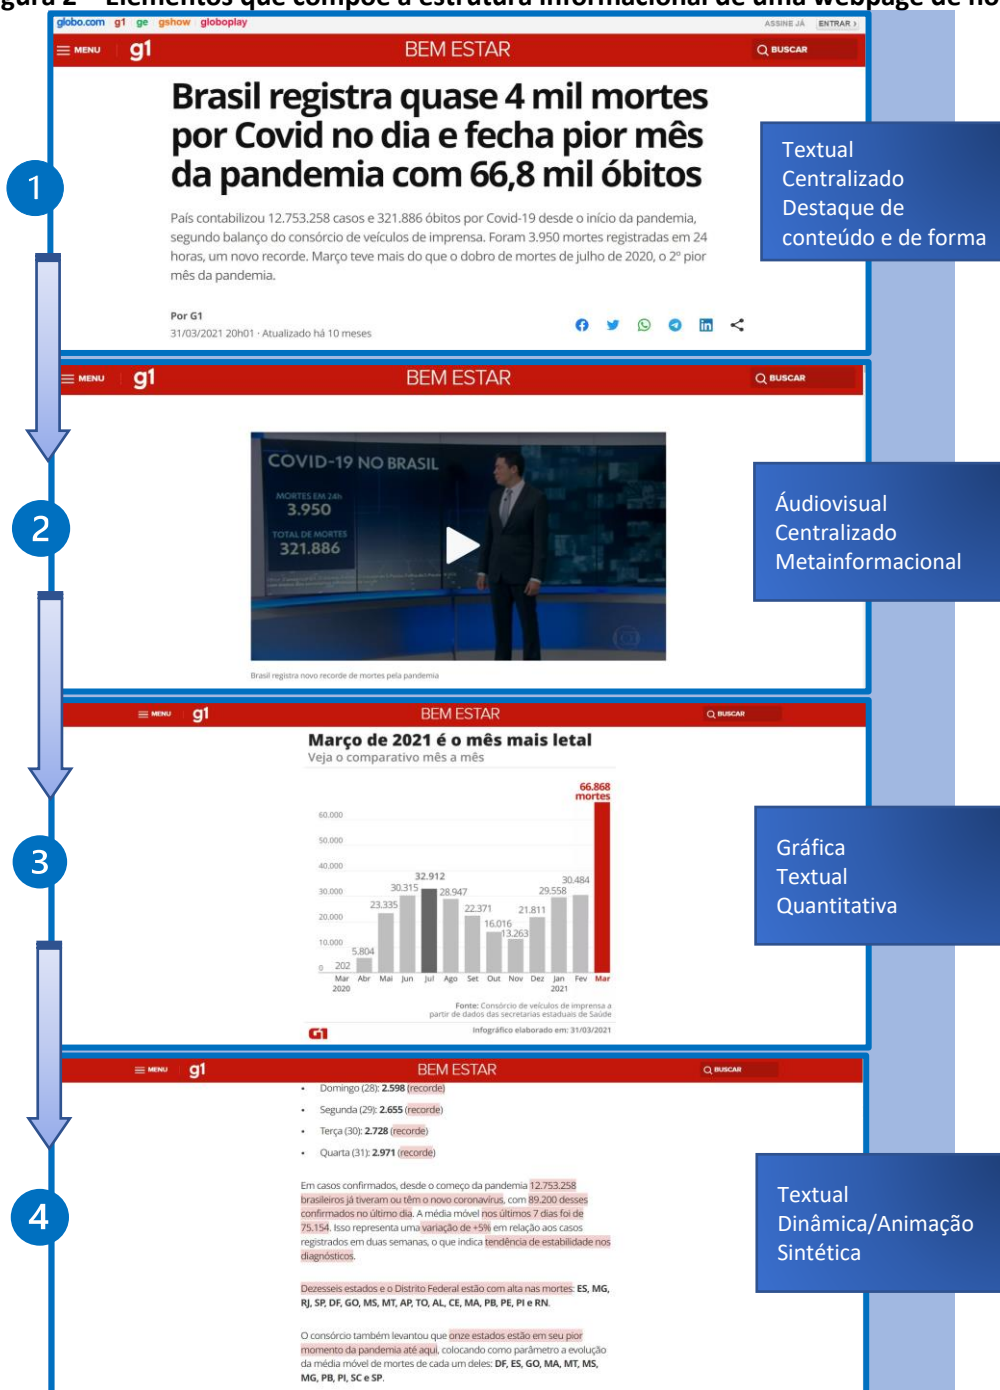 gura 2 – Elementos que compõe a estrutura informacional de uma webpage de no
globo.com g1 ge gshow globoplay
ASSINE JÁ ENTRAR ›
MENU g1 BEM ESTAR BUSCAR
Brasil registra quase 4 mil mortes
por Covid no dia e fecha pior mês
da pandemia com 66,8 mil óbitos
País contabilizou 12.753.258 casos e 321.886 óbitos por Covid-19 desde o início da pandemia,
segundo balanço do consórcio de veículos de imprensa. Foram 3.950 mortes registradas em 24
horas, um novo recorde. Março teve mais do que o dobro de mortes de julho de 2020, o 2º pior
mês da pandemia.
Por G1
31/03/2021 20h01 · Atualizado há 10 meses
1
Textual
Centralizado
Destaque de
conteúdo e de forma
MENU g1 BEM ESTAR BUSCAR
COVID-19 NO BRASIL
MORTES EM 24h
3.950
TOTAL DE MORTES
321.886
Brasil registra novo recorde de mortes pela pandemia
2
Áudiovisual
Centralizado
Metainformacional
MENU g1 BEM ESTAR BUSCAR
Março de 2021 é o mês mais letal
Veja o comparativo mês a mês
66.868
mortes
60.000
50.000
40.000
30.000
20.000
10.000
0
202
5.804
23.335
30.315
32.912
28.947
22.371
16.016
13.263
21.811
29.558
30.484
Mar Abr Mai Jun Jul Ago Set Out Nov Dez Jan Fev Mar
2020 2021
Fonte: Consórcio de veículos de imprensa a
partir de dados das secretarias estaduais de Saúde
G1 Infográfico elaborado em: 31/03/2021
3
Gráfica
Textual
Quantitativa
MENU g1 BEM ESTAR BUSCAR
• Domingo (28): 2.598 (recorde)
• Segunda (29): 2.655 (recorde)
• Terça (30): 2.728 (recorde)
• Quarta (31): 2.971 (recorde)
Em casos confirmados, desde o começo da pandemia 12.753.258
brasileiros já tiveram ou têm o novo coronavírus, com 89.200 desses
confirmados no último dia. A média móvel nos últimos 7 dias foi de
75.154. Isso representa uma variação de +5% em relação aos casos
registrados em duas semanas, o que indica tendência de estabilidade nos
diagnósticos.
Dezesseis estados e o Distrito Federal estão com alta nas mortes: ES, MG,
RJ, SP, DF, GO, MS, MT, AP, TO, AL, CE, MA, PB, PE, PI e RN.
O consórcio também levantou que onze estados estão em seu pior
momento da pandemia até aqui, colocando como parâmetro a evolução
da média móvel de mortes de cada um deles: DF, ES, GO, MA, MT, MS,
MG, PB, PI, SC e SP.
4
Textual
Dinâmica/Animação
Sintética